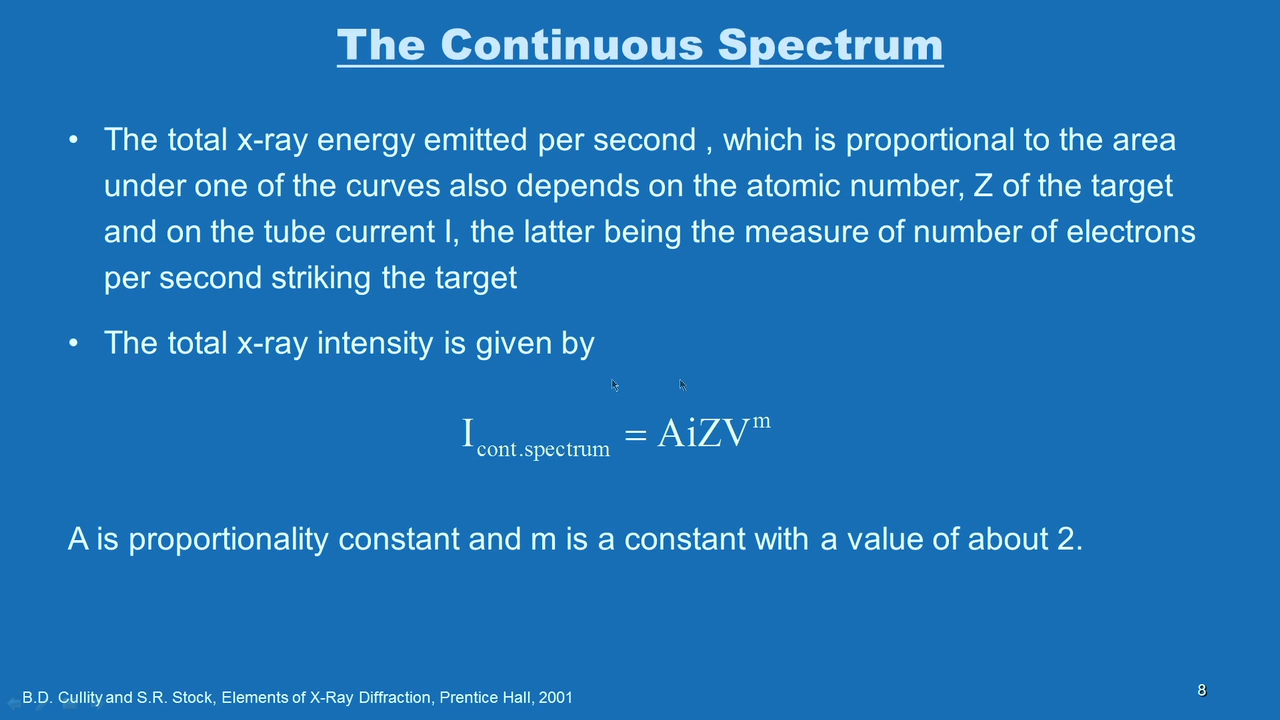 The Continuous Spectrum
• The total x-ray energy emitted per second , which is proportional to the area
under one of the curves also depends on the atomic number, Z of the target
and on the tube current I, the latter being the measure of number of electrons
per second striking the target
• The total x-ray intensity is given by
I cont.spectrum = AiZV^m
A is proportionality constant and m is a constant with a value of about 2.
B.D. Cullity and S.R. Stock, Elements of X-Ray Diffraction, Prentice Hall, 2001
8